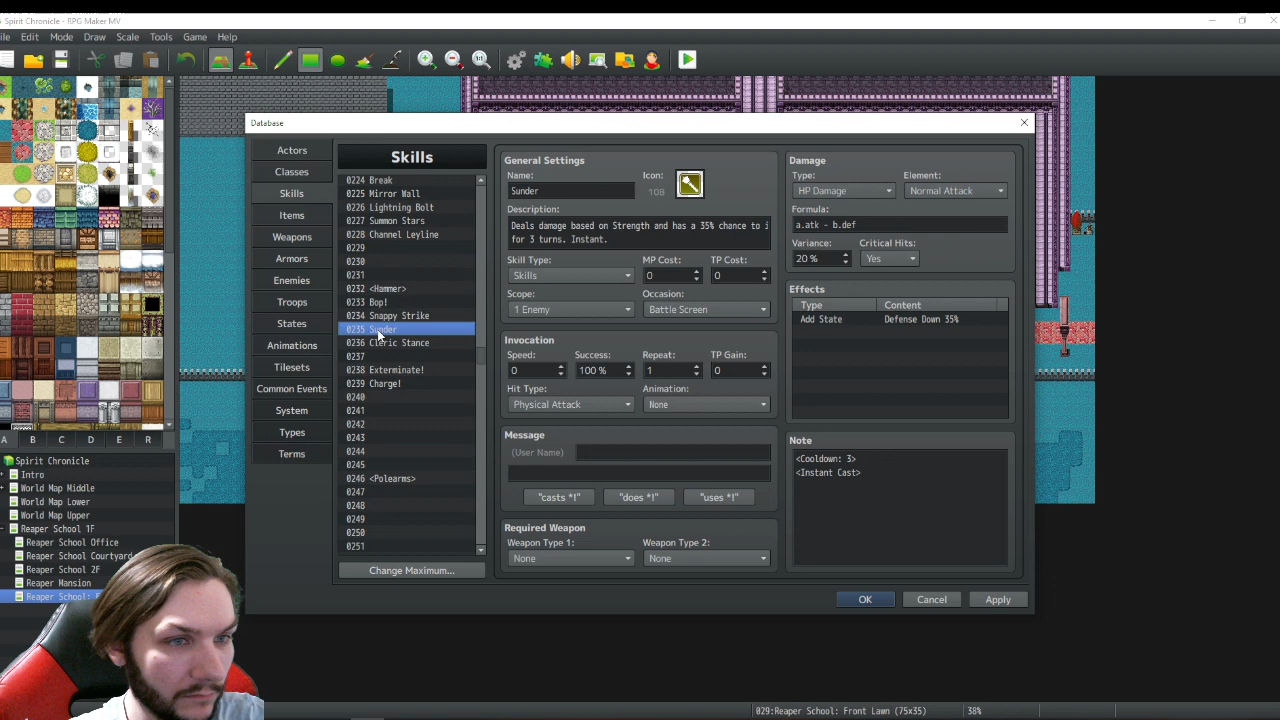 Spirit Chronicle - RPG Maker MV
Edit Mode Draw Scale Tools Game Help
Database
Actors
Classes
Skills
Items
Weapons
Armors
Enemies
Troops
States
Animations
Tilesets
Common Events
System
Types
Terms
Skills
0224 Break
0225 Mirror Wall
0226 Lightning Bolt
0227 Summon Stars
0228 Channel Leyline
0229
0230
0231
0232 <Hammer>
0233 Bop!
0234 Snappy Strike
0235 Sunder
0236 Cleric Stance
0237
0238 Exterminate!
0239 Charge!
0240
0241
0242
0243
0244
0245
0246 <Polearms>
0247
0248
0249
0250
0251
Change Maximum...
General Settings
Name: Icon:
Sunder 108
Description:
Deals damage based on Strength and has a 35% chance to i
for 3 turns. Instant.
Skill Type: MP Cost: TP Cost:
Skills 0 0
Scope: Occasion:
1 Enemy Battle Screen
Invocation
Speed: Success: Repeat: TP Gain:
0 100 % 1 0
Hit Type: Animation:
Physical Attack None
Message
(User Name)
"casts *!" "does *!" "uses *!"
Required Weapon
Weapon Type 1: Weapon Type 2:
None None
Damage
Type: Element:
HP Damage Normal Attack
Formula:
a.atk - b.def
Variance: Critical Hits:
20 % Yes
Effects
Type Content
Add State Defense Down 35%
Note
<Cooldown: 3>
<Instant Cast>
OK Cancel Apply
A B C D E R
Spirit Chronicle
Intro
World Map Middle
World Map Lower
World Map Upper
Reaper School 1F
Reaper School Office
Reaper School Courtyard
Reaper School 2F
Reaper Mansion
Reaper School:
029:Reaper School: Front Lawn (75x35) 38%